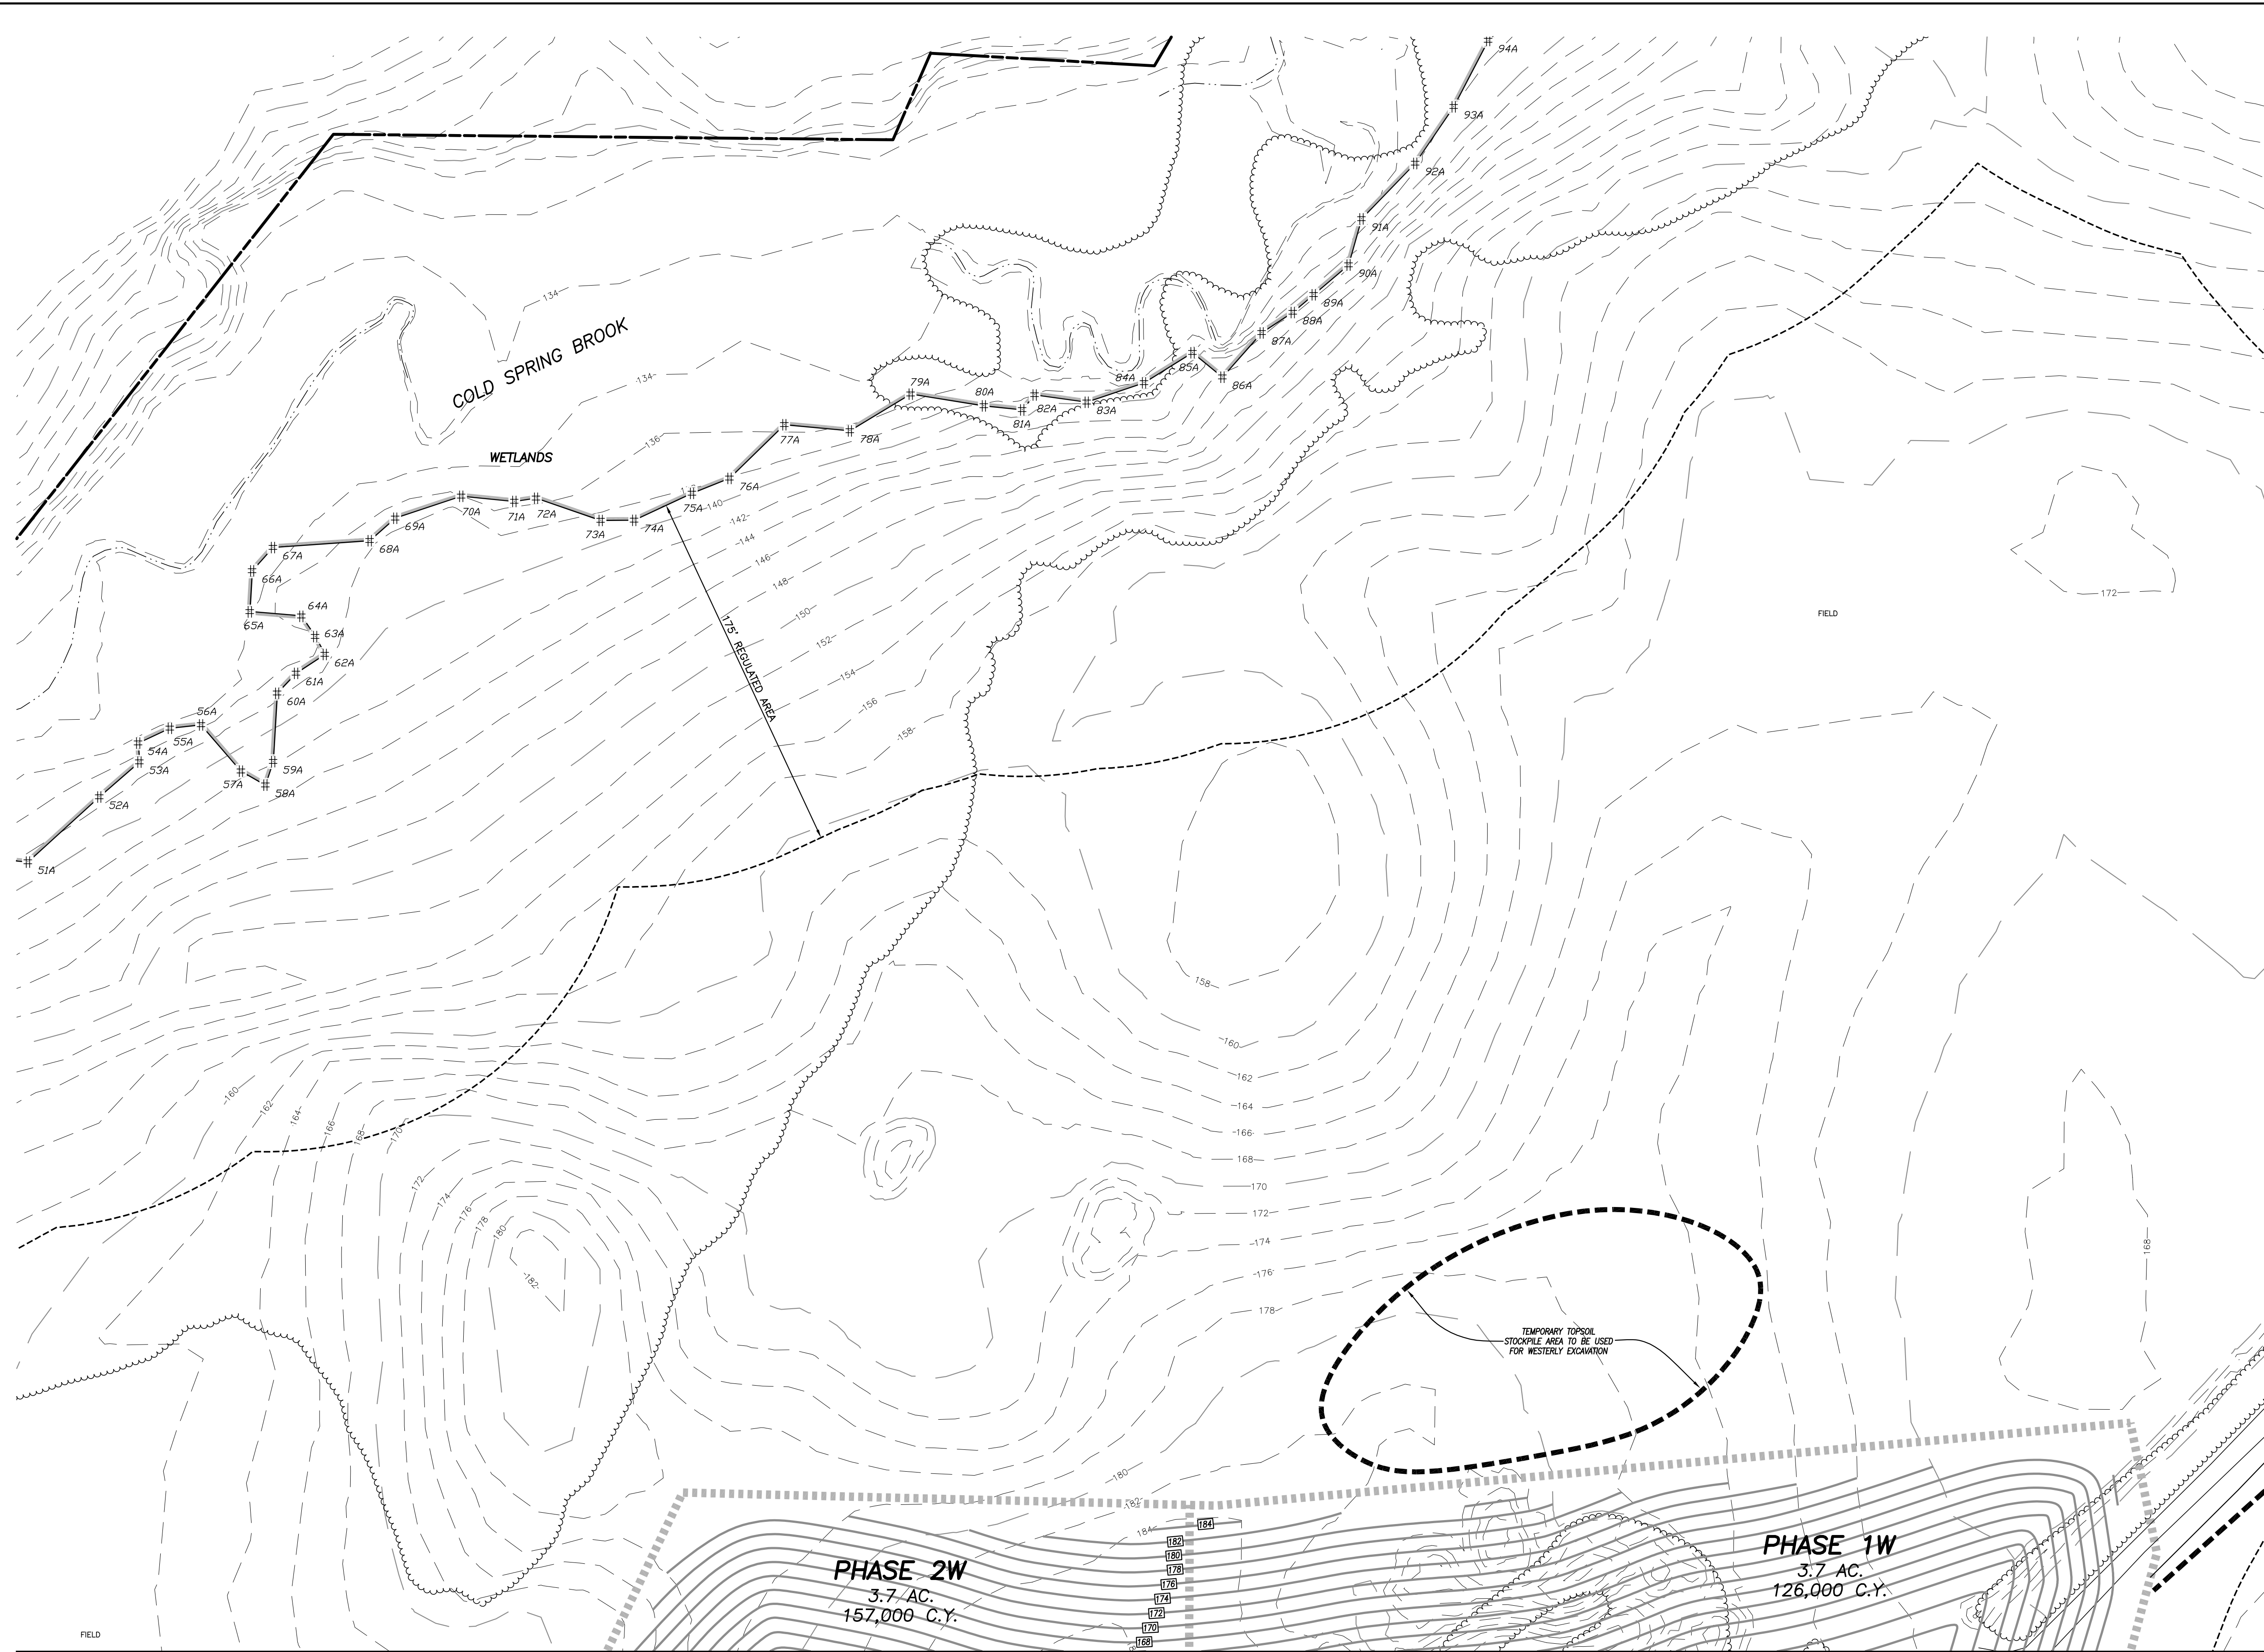 94A
93A
92A
91A
90A
89A
88A
87A
86A
85A
84A
83A
82A
81A
80A
79A
78A
77A
76A
75A
74A
73A
72A
71A
70A
69A
68A
67A
66A
65A
64A
63A
62A
61A
60A
59A
58A
57A
56A
55A
54A
53A
52A
51A
134
COLD SPRING BROOK
134
136
WETLANDS
140
142
144
146
148
150
152
154
156
158
175' REGULATED AREA
172
FIELD
158
160
162
164
166
168
170
172
174
176
178
160
162
164
166
168
170
172
174
176
178
180
182
168
TEMPORARY TOPSOIL
STOCKPILE AREA TO BE USED
FOR WESTERLY EXCAVATION
180
182
184
184
182
180
178
176
174
172
170
168
PHASE 2W
3.7 AC.
157,000 C.Y.
PHASE 1W
3.7 AC.
126,000 C.Y.
FIELD